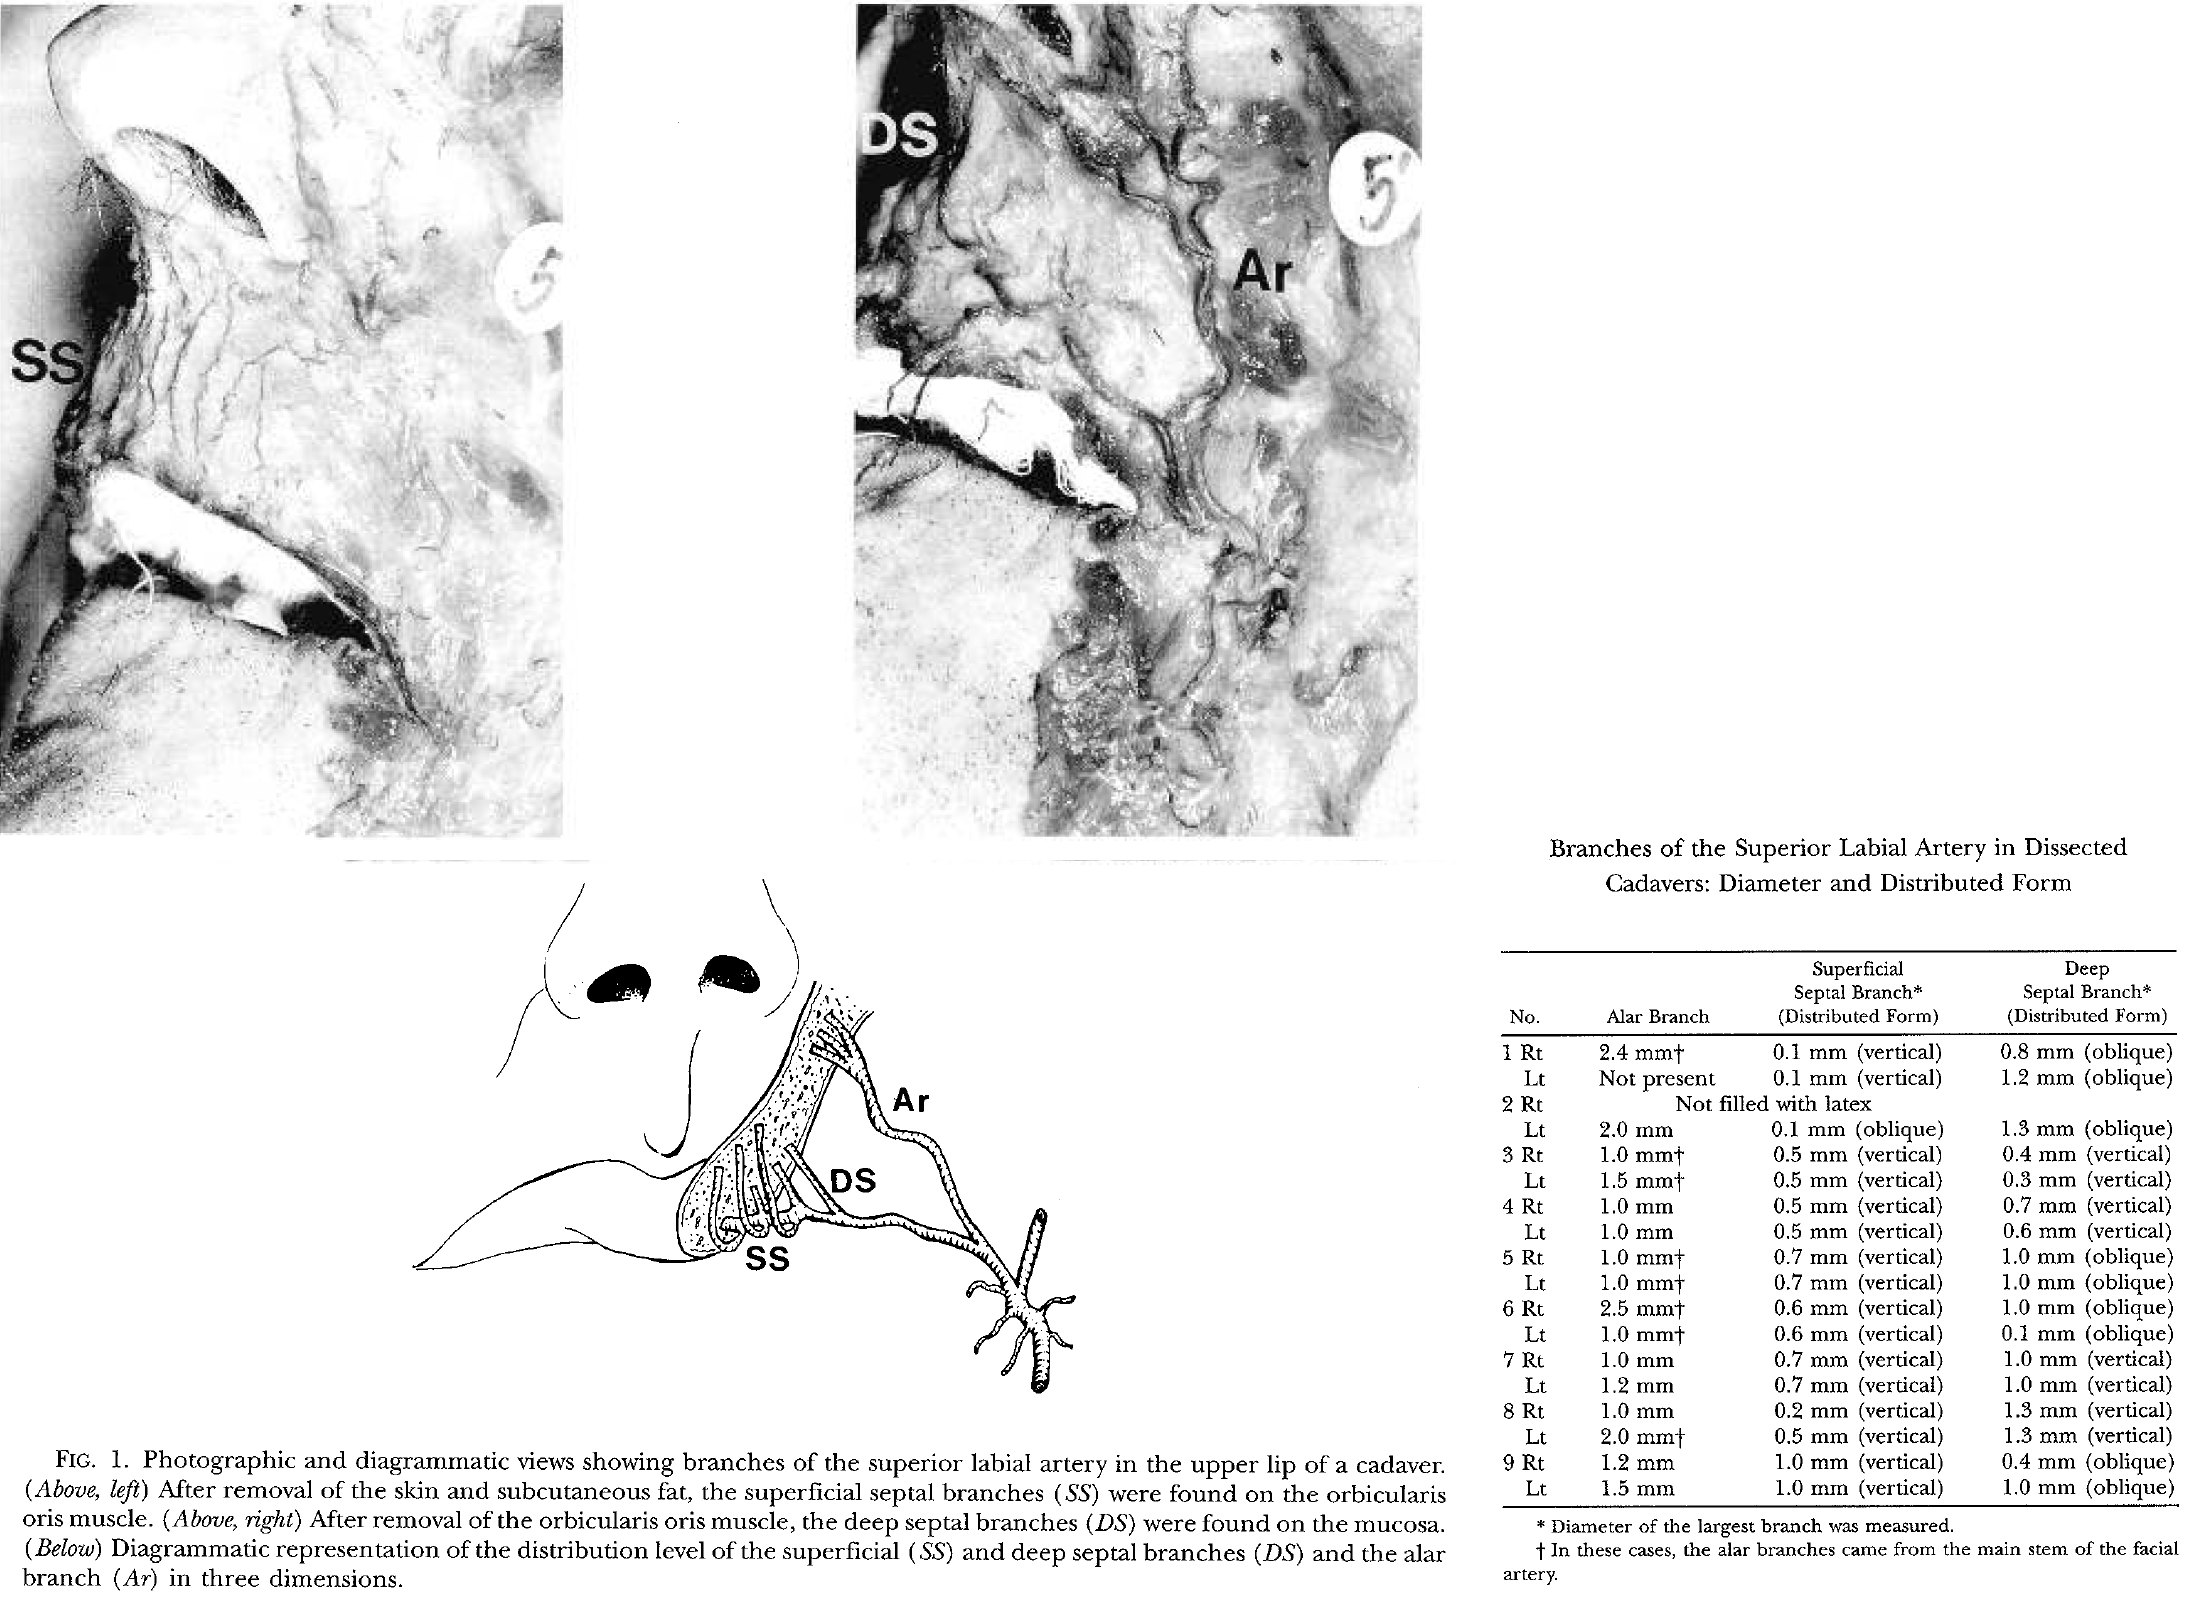 SS
5
DS
Ar
5
Ar
DS
SS
FIG. 1. Photographic and diagrammatic views showing branches of the superior labial artery in the upper lip of a cadaver.
(Above, left) After removal of the skin and subcutaneous fat, the superficial septal branches (SS) were found on the orbicularis
oris muscle. (Above, right) After removal of the orbicularis oris muscle, the deep septal branches (DS) were found on the mucosa.
(Below) Diagrammatic representation of the distribution level of the superficial (SS) and deep septal branches (DS) and the alar
branch (Ar) in three dimensions.
Branches of the Superior Labial Artery in Dissected
Cadavers: Diameter and Distributed Form
Superficial Deep
Septal Branch* Septal Branch*
No. Alar Branch (Distributed Form) (Distributed Form)
1 Rt 2.4 mm† 0.1 mm (vertical) 0.8 mm (oblique)
Lt Not present 0.1 mm (vertical) 1.2 mm (oblique)
2 Rt Not filled with latex
Lt 2.0 mm 0.1 mm (oblique) 1.3 mm (oblique)
3 Rt 1.0 mm† 0.5 mm (vertical) 0.4 mm (vertical)
Lt 1.5 mm† 0.5 mm (vertical) 0.3 mm (vertical)
4 Rt 1.0 mm 0.5 mm (vertical) 0.7 mm (vertical)
Lt 1.0 mm 0.5 mm (vertical) 0.6 mm (vertical)
5 Rt 1.0 mm† 0.7 mm (vertical) 1.0 mm (oblique)
Lt 1.0 mm† 0.7 mm (vertical) 1.0 mm (oblique)
6 Rt 2.5 mm† 0.6 mm (vertical) 1.0 mm (oblique)
Lt 1.0 mm† 0.6 mm (vertical) 0.1 mm (oblique)
7 Rt 1.0 mm 0.7 mm (vertical) 1.0 mm (vertical)
Lt 1.2 mm 0.7 mm (vertical) 1.0 mm (vertical)
8 Rt 1.0 mm 0.2 mm (vertical) 1.3 mm (vertical)
Lt 2.0 mm† 0.5 mm (vertical) 1.3 mm (vertical)
9 Rt 1.2 mm 1.0 mm (vertical) 0.4 mm (oblique)
Lt 1.5 mm 1.0 mm (vertical) 1.0 mm (oblique)
* Diameter of the largest branch was measured.
† In these cases, the alar branches came from the main stem of the facial
artery.